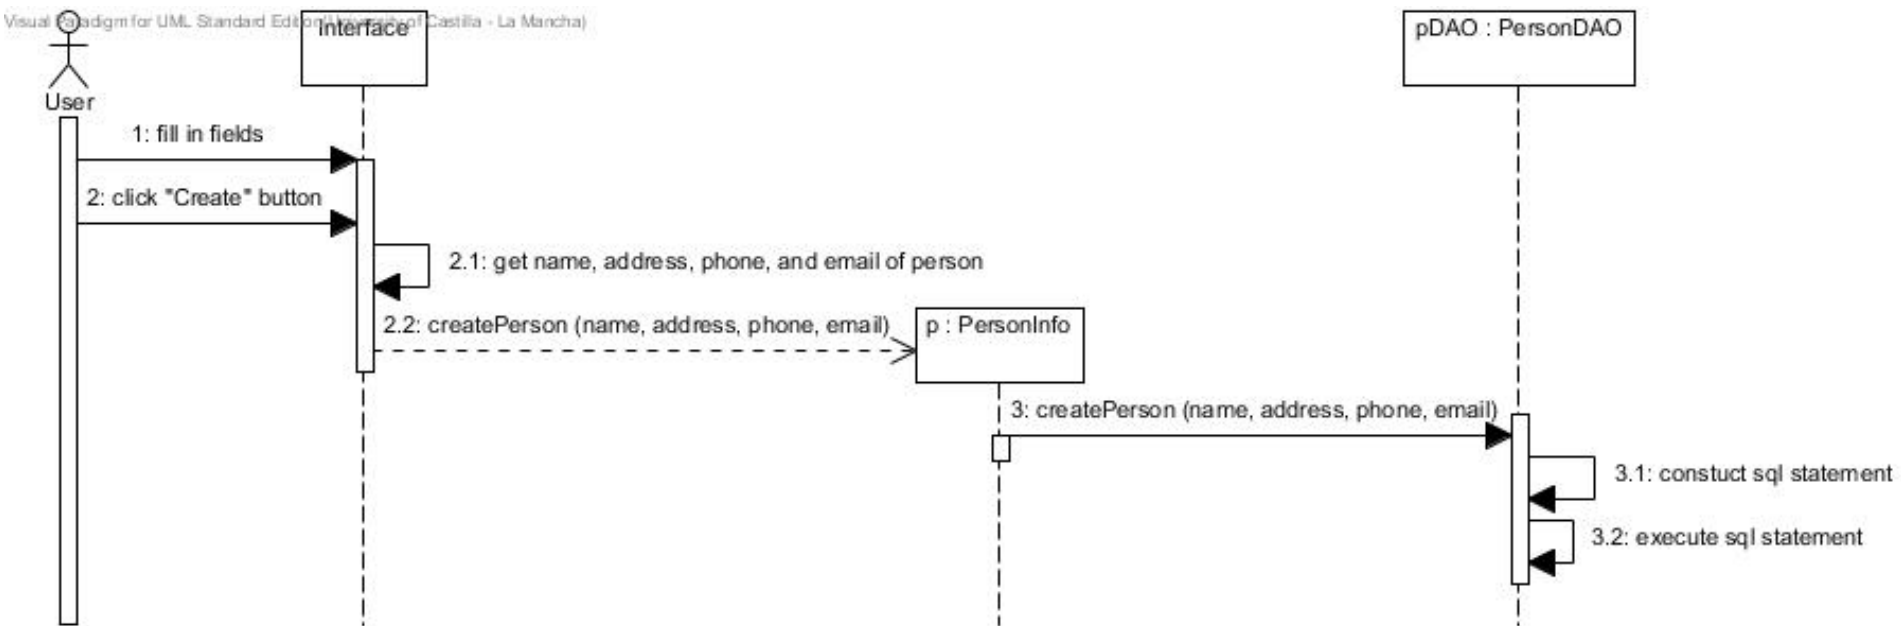 Visual Paradigm for UML Standard Edition(University of Castilla - La Mancha)
Interface
pDAO : PersonDAO
User
1: fill in fields
2: click "Create" button
2.1: get name, address, phone, and email of person
2.2: createPerson (name, address, phone, email)
p : PersonInfo
3: createPerson (name, address, phone, email)
3.1: constuct sql statement
3.2: execute sql statement